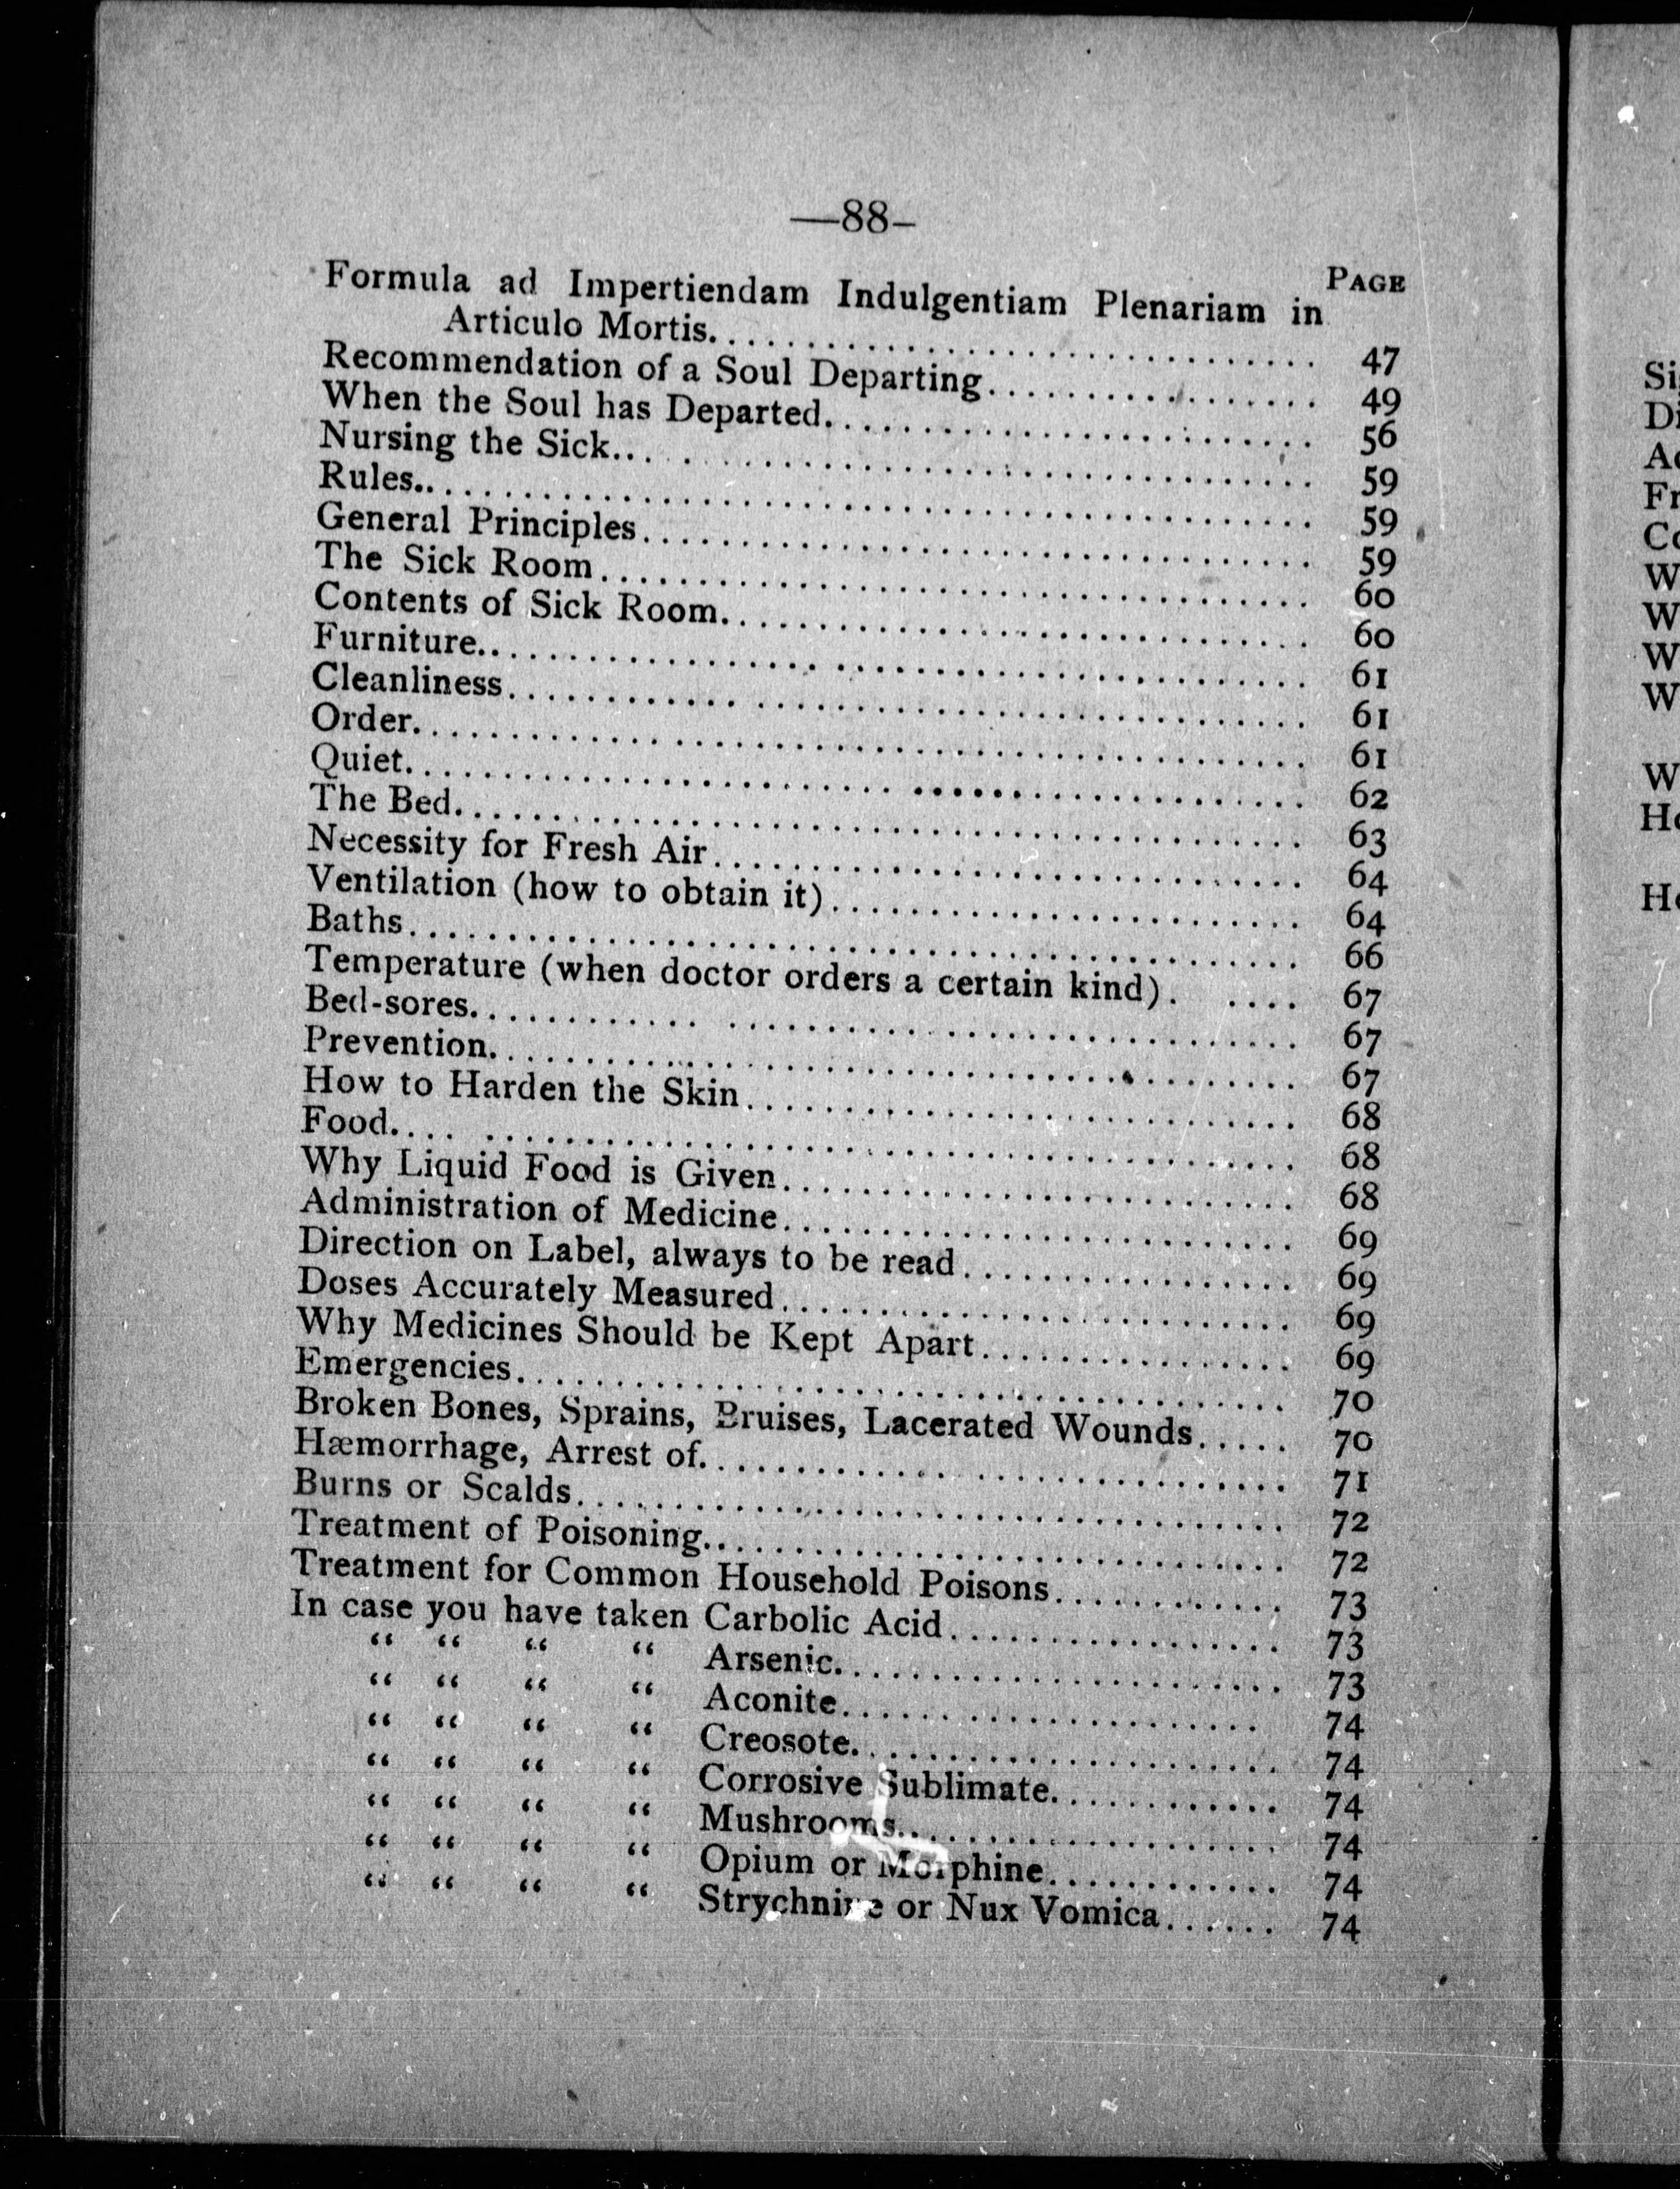 —88–
PAGE
Formula ad Impertiendam Indulgentiam Plenariam in
Articulo Mortis. 47
Recommendation of a Soul Departing. 49
When the Soul has Departed. 56
Nursing the Sick. 59
Rules. 59
General Principles. 59
The Sick Room. 60
Contents of Sick Room. 60
Furniture. 61
Cleanliness. 61
Order. 61
Quiet. 62
The Bed. 63
Necessity for Fresh Air. 64
Ventilation (how to obtain it). 64
Baths. 66
Temperature (when doctor orders a certain kind). 67
Bed-sores. 67
Prevention. 67
How to Harden the Skin. 68
Food. 68
Why Liquid Food is Given. 68
Administration of Medicine. 69
Direction on Label, always to be read. 69
Doses Accurately Measured. 69
Why Medicines Should be Kept Apart. 69
Emergencies. 70
Broken Bones, Sprains, Bruises, Lacerated Wounds. 70
Hæmorrhage, Arrest of. 71
Burns or Scalds. 72
Treatment of Poisoning. 72
Treatment for Common Household Poisons. 73
In case you have taken Carbolic Acid. 73
“ “ “ “ Arsenic. 73
“ “ “ “ Aconite. 74
“ “ “ “ Creosote. 74
“ “ “ “ Corrosive Sublimate. 74
“ “ “ “ Mushrooms. 74
“ “ “ “ Opium or Morphine. 74
“ “ “ “ Strychnine or Nux Vomica. 74